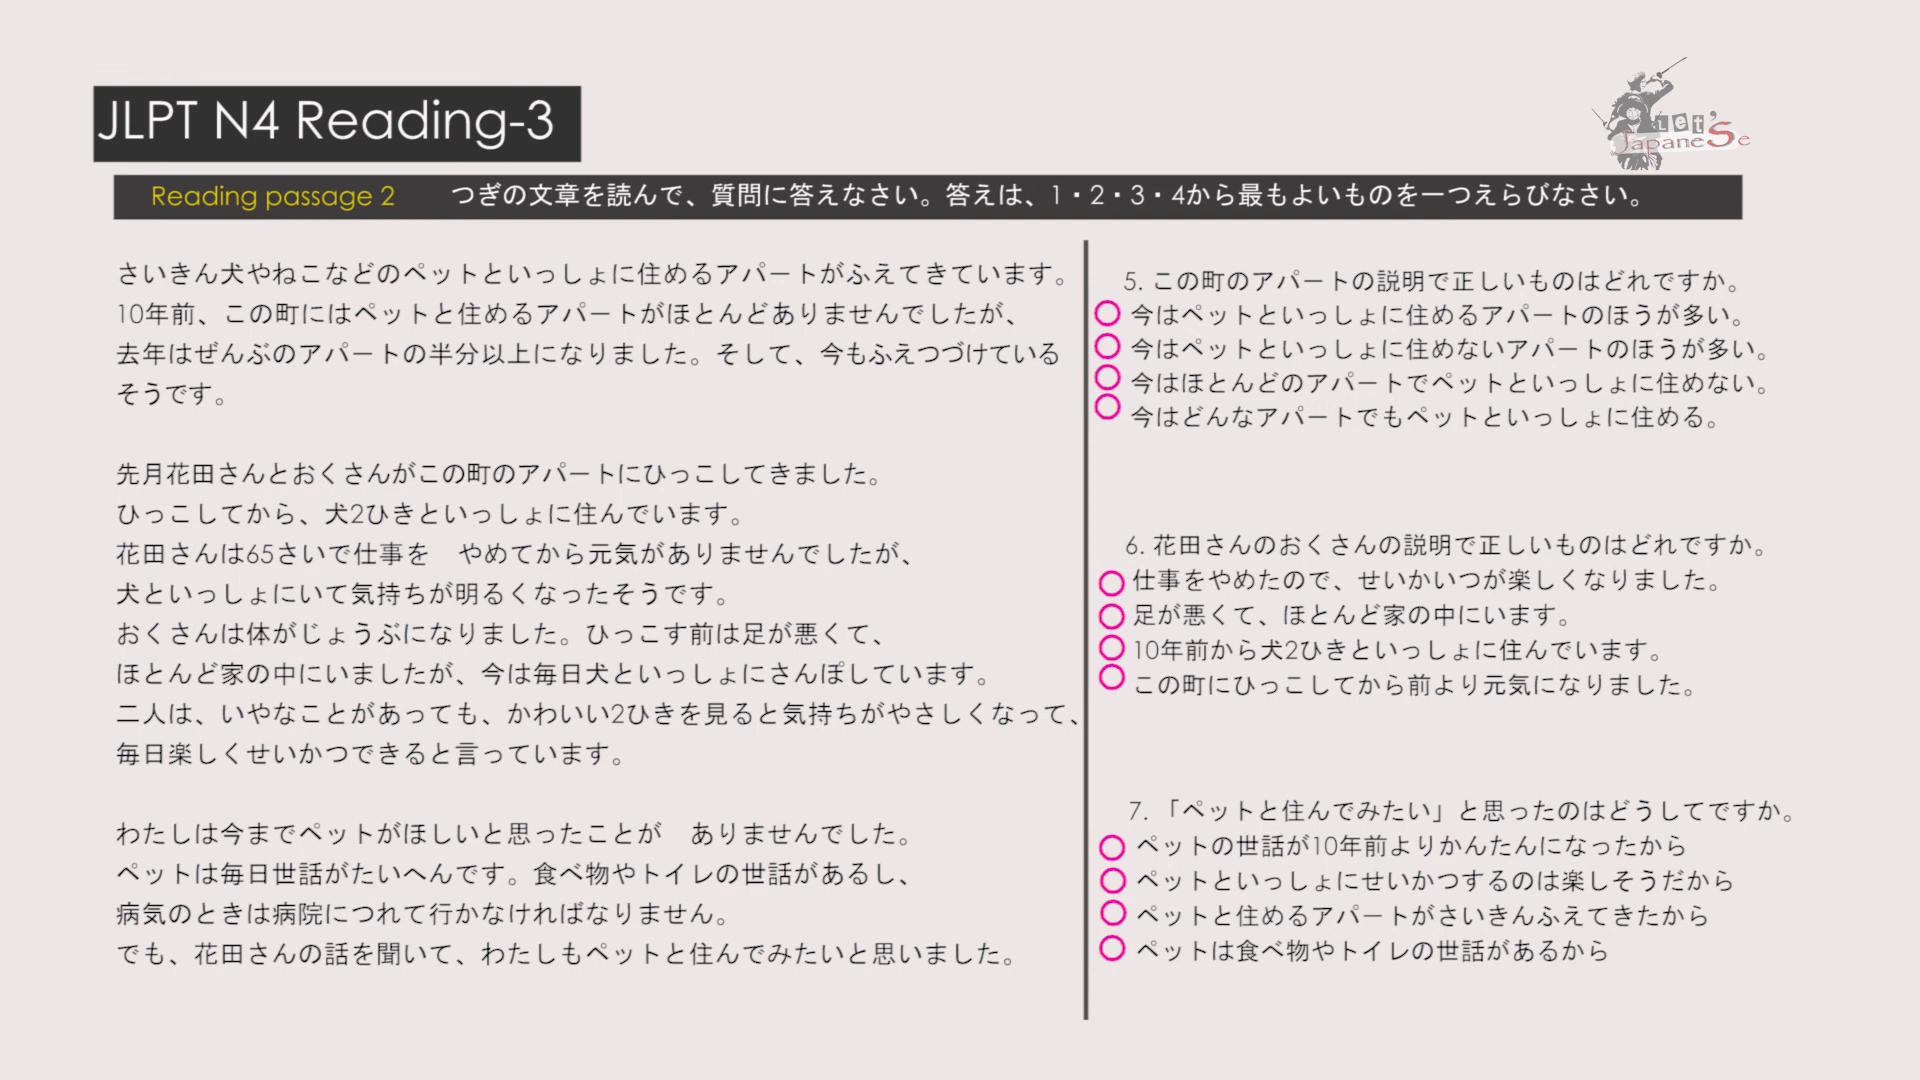 JLPT N4 Reading-3
Let's
JapaneSe
Reading passage 2 つぎの文章を読んで、質問に答えなさい。答えは、1・2・3・4から最もよいものを一つえらびなさい。
さいきん犬やねこなどのペットといっしょに住めるアパートがふえてきています。
10年前、この町にはペットと住めるアパートがほとんどありませんでしたが、
去年はぜんぶのアパートの半分以上になりました。そして、今もふえつづけている
そうです。
先月花田さんとおくさんがこの町のアパートにひっこしてきました。
ひっこしてから、犬2ひきといっしょに住んでいます。
花田さんは65さいで仕事を　やめてから元気がありませんでしたが、
犬といっしょにいて気持ちが明るくなったそうです。
おくさんは体がじょうぶになりました。ひっこす前は足が悪くて、
ほとんど家の中にいましたが、今は毎日犬といっしょにさんぽしています。
二人は、いやなことがあっても、かわいい2ひきを見ると気持ちがやさしくなって、
毎日楽しくせいかつできると言っています。
わたしは今までペットがほしいと思ったことが　ありませんでした。
ペットは毎日世話がたいへんです。食べ物やトイレの世話があるし、
病気のときは病院につれて行かなければなりません。
でも、花田さんの話を聞いて、わたしもペットと住んでみたいと思いました。
5. この町のアパートの説明で正しいものはどれですか。
今はペットといっしょに住めるアパートのほうが多い。
今はペットといっしょに住めないアパートのほうが多い。
今はほとんどのアパートでペットといっしょに住めない。
今はどんなアパートでもペットといっしょに住める。
6. 花田さんのおくさんの説明で正しいものはどれですか。
仕事をやめたので、せいかいつが楽しくなりました。
足が悪くて、ほとんど家の中にいます。
10年前から犬2ひきといっしょに住んでいます。
この町にひっこしてから前より元気になりました。
7. 「ペットと住んでみたい」と思ったのはどうしてですか。
ペットの世話が10年前よりかんたんになったから
ペットといっしょにせいかつするのは楽しそうだから
ペットと住めるアパートがさいきんふえてきたから
ペットは食べ物やトイレの世話があるから